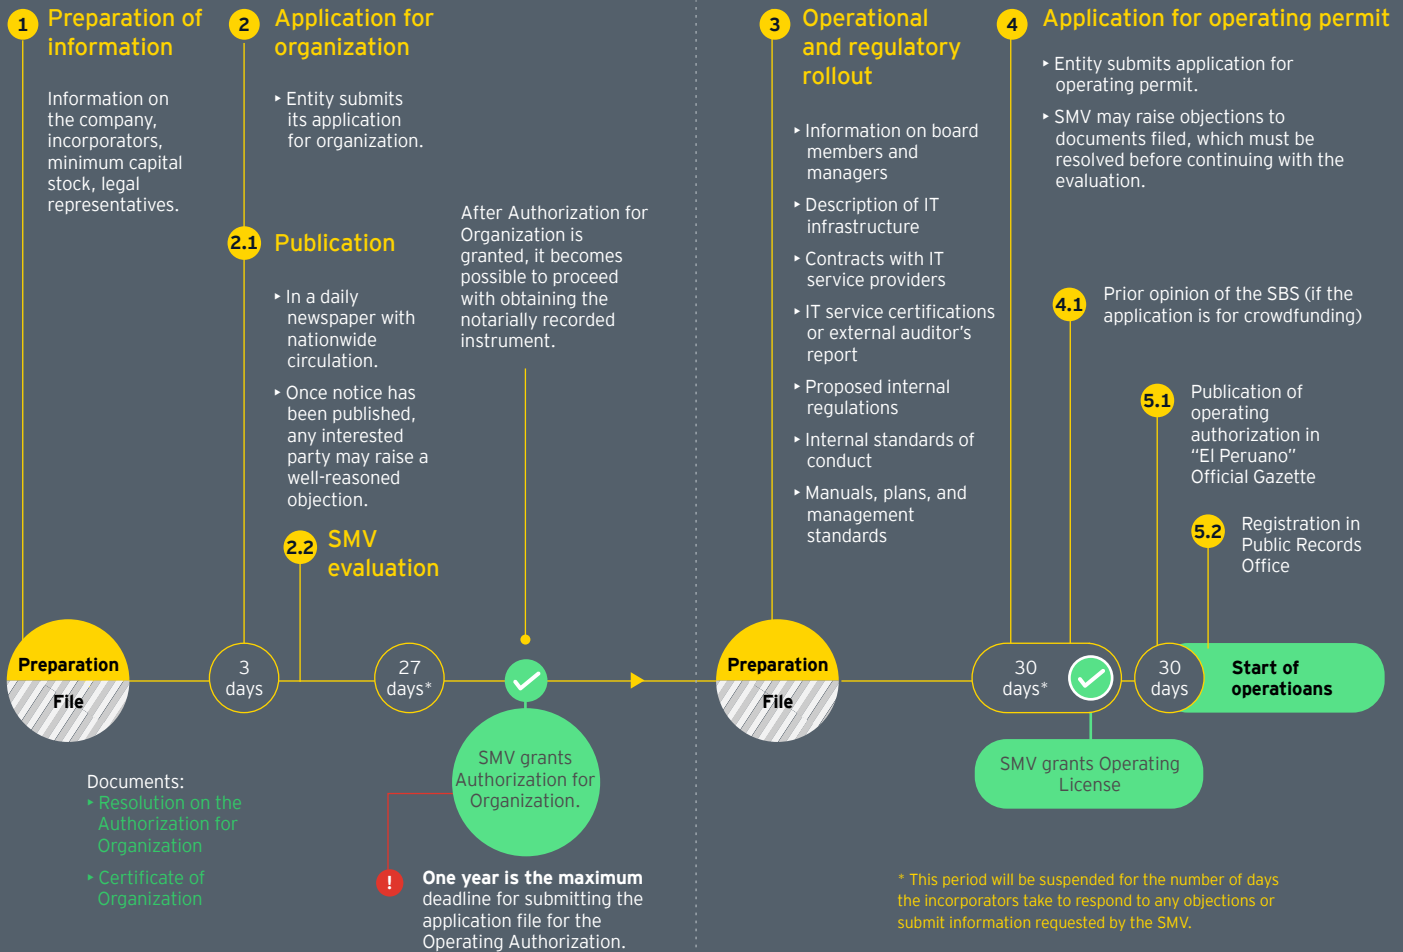 1
Preparation of
information
Information on
the company,
incorporators,
minimum capital
stock, legal
representatives.
2
Application for
organization
‣ Entity submits
its application
for organization.
2.1
Publication
‣ In a daily
newspaper with
nationwide
circulation.
‣ Once notice has
been published,
any interested
party may raise a
well-reasoned
objection.
2.2
SMV
evaluation
After Authorization for
Organization is
granted, it becomes
possible to proceed
with obtaining the
notarially recorded
instrument.
Preparation
File
3
days
27
days*
SMV grants
Authorization for
Organization.
Documents:
‣ Resolution on the
Authorization for
Organization
‣ Certificate of
Organization
!
One year is the maximum
deadline for submitting the
application file for the
Operating Authorization.
3
Operational
and regulatory
rollout
‣ Information on board
members and
managers
‣ Description of IT
infrastructure
‣ Contracts with IT
service providers
‣ IT service certifications
or external auditor's
report
‣ Proposed internal
regulations
‣ Internal standards of
conduct
‣ Manuals, plans, and
management
standards
4
Application for operating permit
‣ Entity submits application for
operating permit.
‣ SMV may raise objections to
documents filed, which must be
resolved before continuing with the
evaluation.
4.1
Prior opinion of the SBS (if the
application is for crowdfunding)
5.1
Publication of
operating
authorization in
“El Peruano”
Official Gazette
5.2
Registration in
Public Records
Office
Preparation
File
30
days*
30
days
Start of
operatioans
SMV grants Operating
License
* This period will be suspended for the number of days
the incorporators take to respond to any objections or
submit information requested by the SMV.